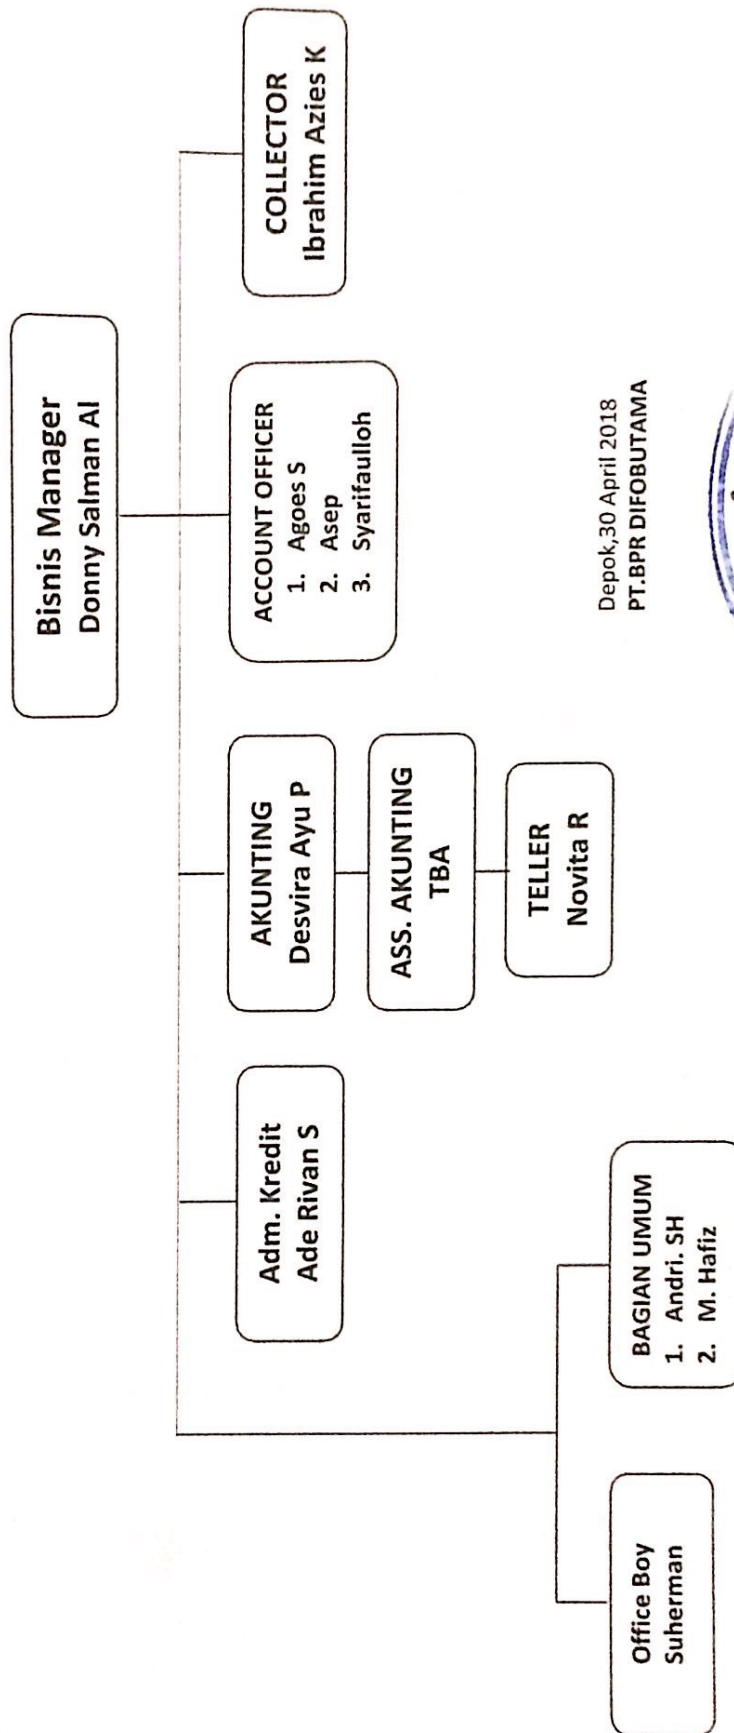 Bisnis Manager
Donny Salman Al
Adm. Kredit
Ade Rivan S
AKUNTING
Desvira Ayu P
ACCOUNT OFFICER
1. Agoes S
2. Asep
3. Syarifaulloh
COLLECTOR
Ibrahim Azies K
ASS. AKUNTING
TBA
TELLER
Novita R
Office Boy
Suherman
BAGIAN UMUM
1. Andri. SH
2. M. Hafiz
Depok,30 April 2018
PT.BPR DIFOBUTAMA